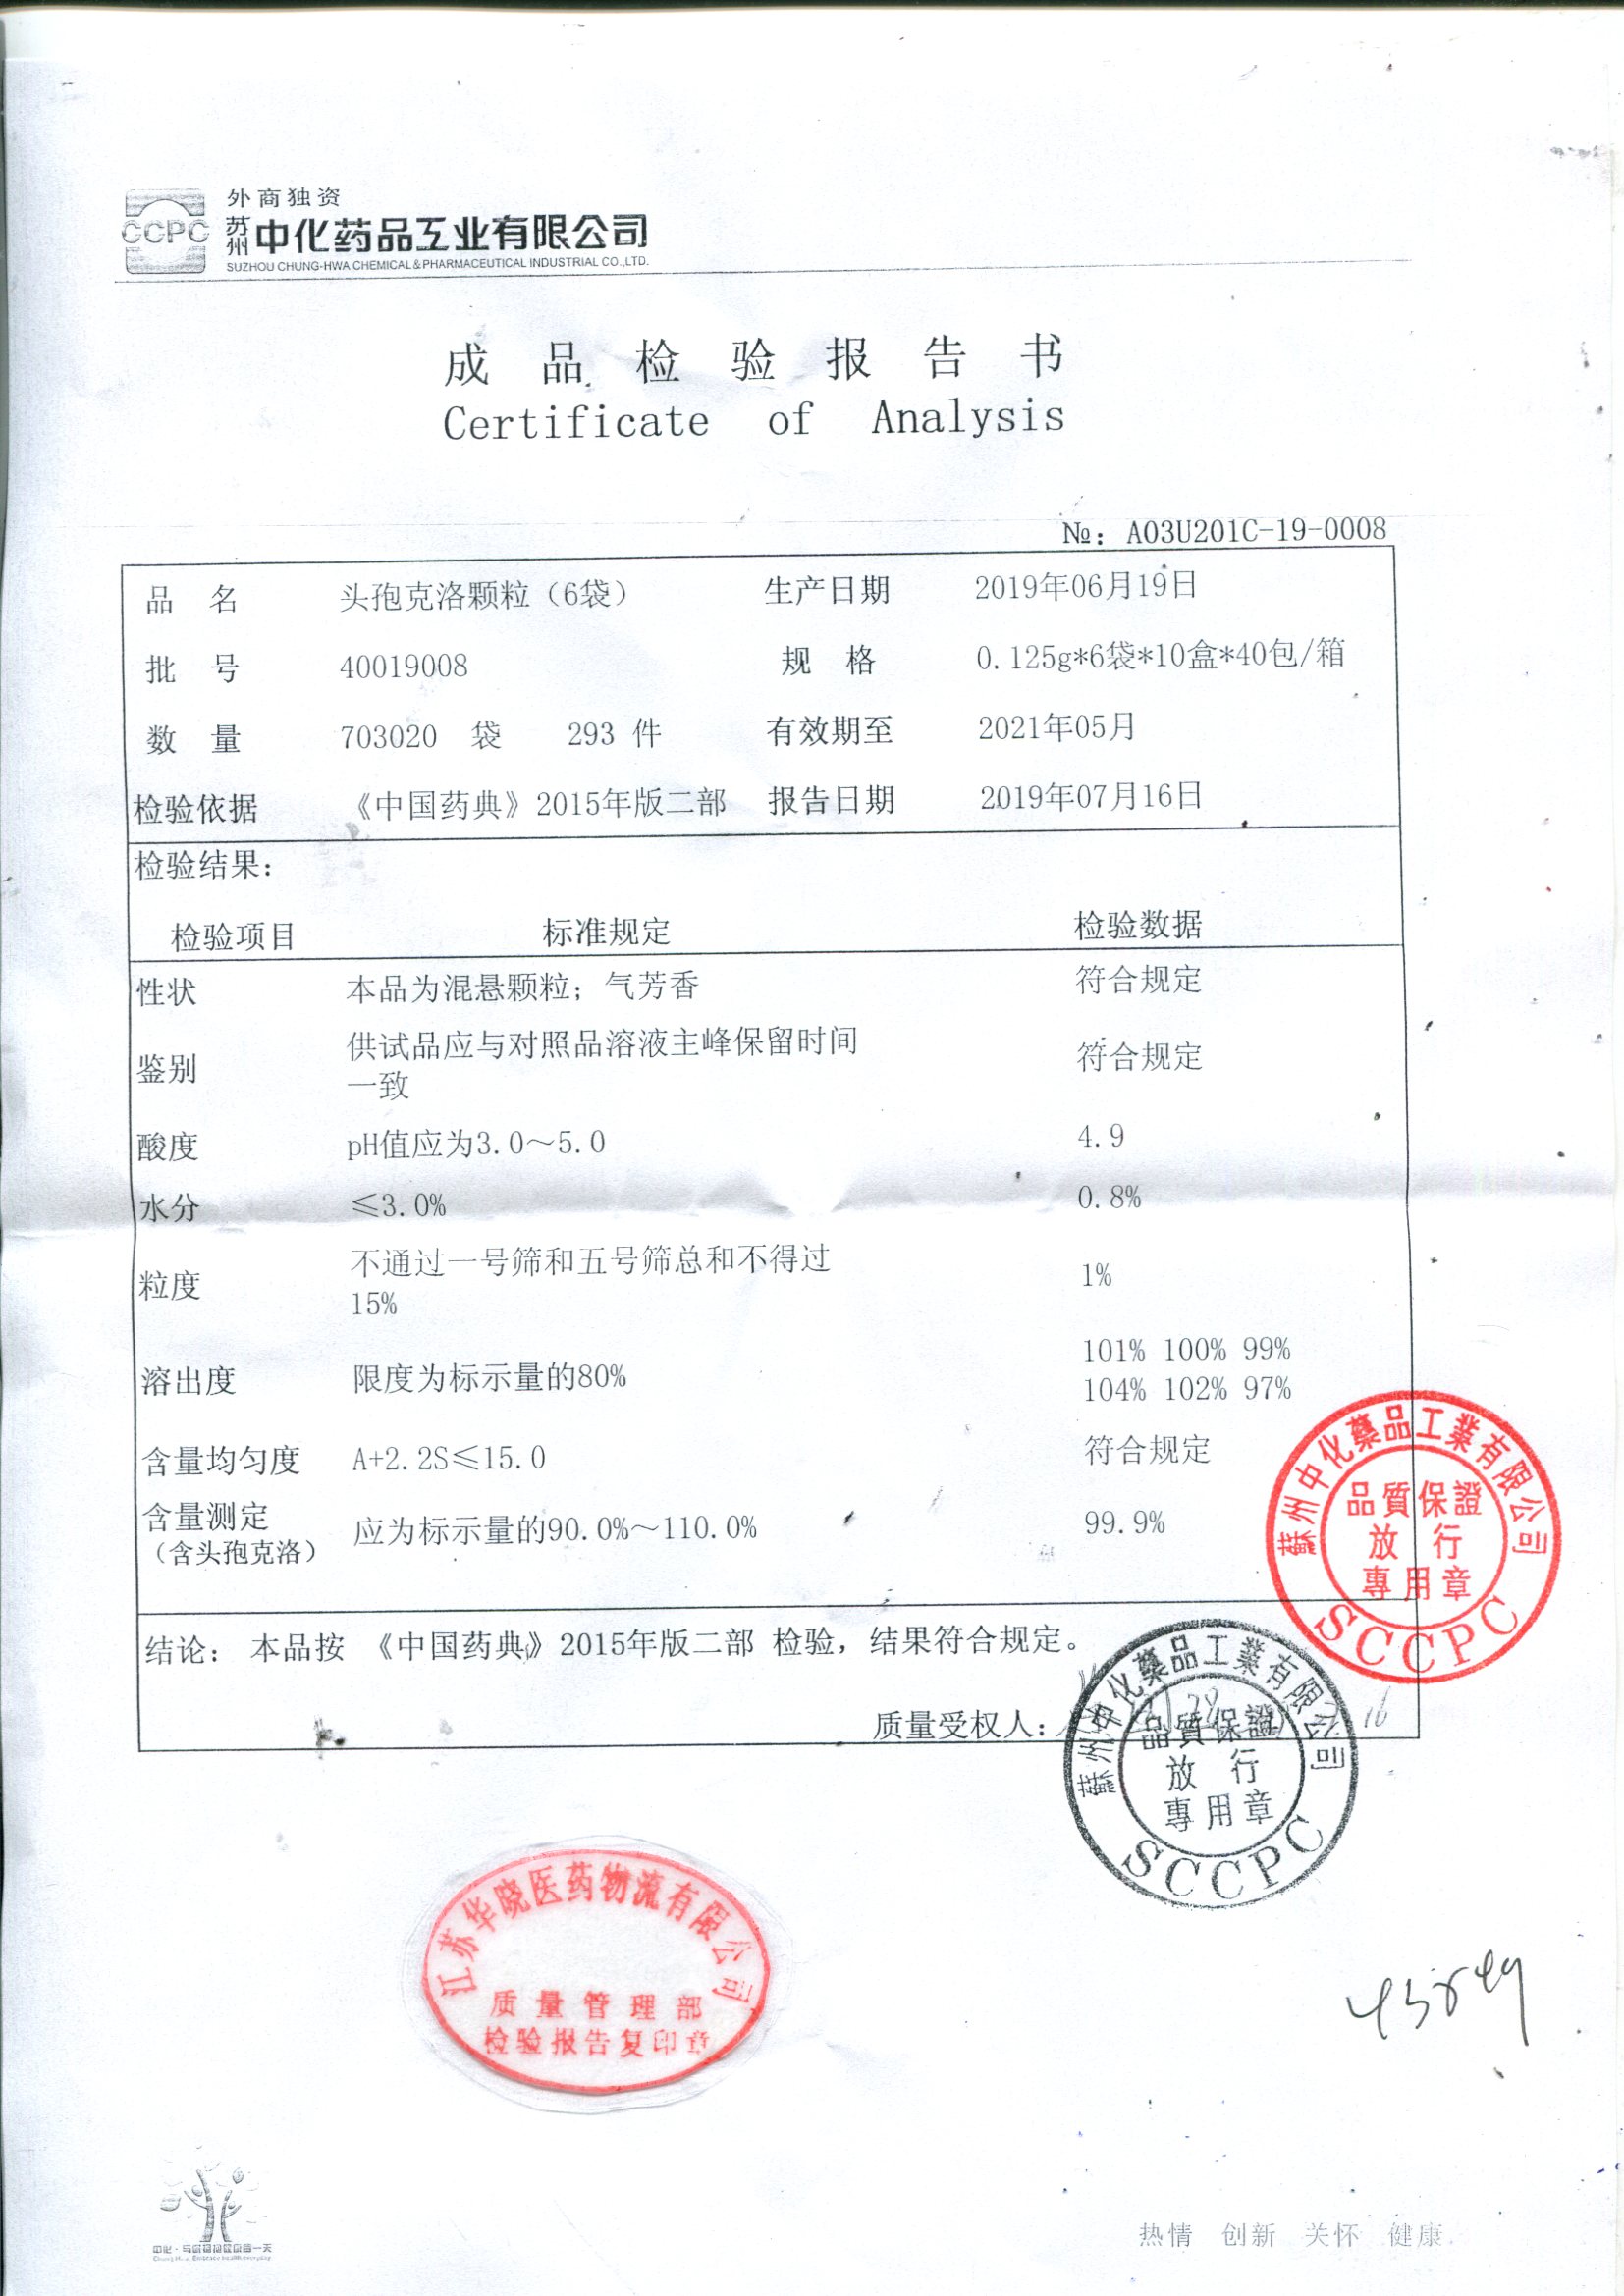 CCPC
外商独资
苏州中化药品工业有限公司
SUZHOU CHUNG-HWA CHEMICAL & PHARMACEUTICAL INDUSTRIAL CO.,LTD.
成品检验报告书
Certificate of Analysis
№: A03U201C-19-0008
品 名 头孢克洛颗粒（6袋） 生产日期 2019年06月19日
批 号 40019008 规 格 0.125g*6袋*10盒*40包/箱
数 量 703020 袋 293 件 有效期至 2021年05月
检验依据 《中国药典》2015年版二部 报告日期 2019年07月16日
检验结果：
检验项目 标准规定 检验数据
性状 本品为混悬颗粒；气芳香 符合规定
鉴别 供试品应与对照品溶液主峰保留时间 符合规定
一致
酸度 pH值应为3.0～5.0 4.9
水分 ≤3.0% 0.8%
粒度 不通过一号筛和五号筛总和不得过 1%
15%
溶出度 限度为标示量的80% 101% 100% 99%
104% 102% 97%
含量均匀度 A+2.2S≤15.0 符合规定
含量测定 应为标示量的90.0%～110.0% 99.9%
（含头孢克洛）
结论： 本品按 《中国药典》2015年版二部 检验，结果符合规定。
质量受权人：
蘇州中化藥品工業有限公司
品質保證
放 行
專用章
SCCPC
蘇州中化藥品工業有限公司
品質保證
放 行
專用章
SCCPC
江苏华晓医药物流有限公司
质量管理部
检验报告复印章
热情 创新 关怀 健康